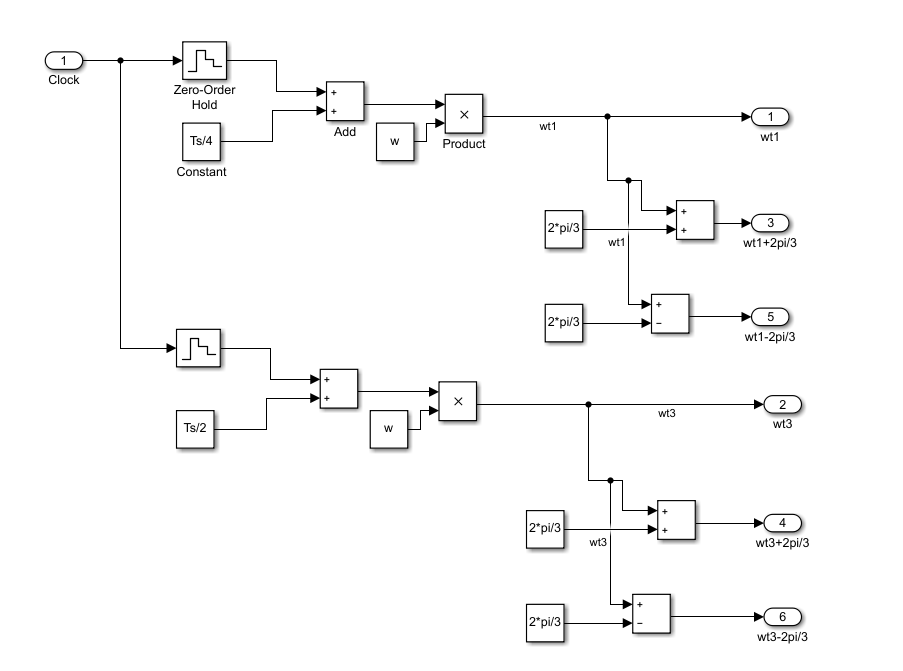 1
Clock
Zero-Order
Hold
Ts/4
Constant
+
+
Add
w
×
Product
wt1
1
wt1
2*pi/3
wt1
+
+
3
wt1+2pi/3
2*pi/3
+
−
5
wt1-2pi/3
Ts/2
+
+
w
×
wt3
2
wt3
2*pi/3
wt3
+
+
4
wt3+2pi/3
2*pi/3
+
−
6
wt3-2pi/3